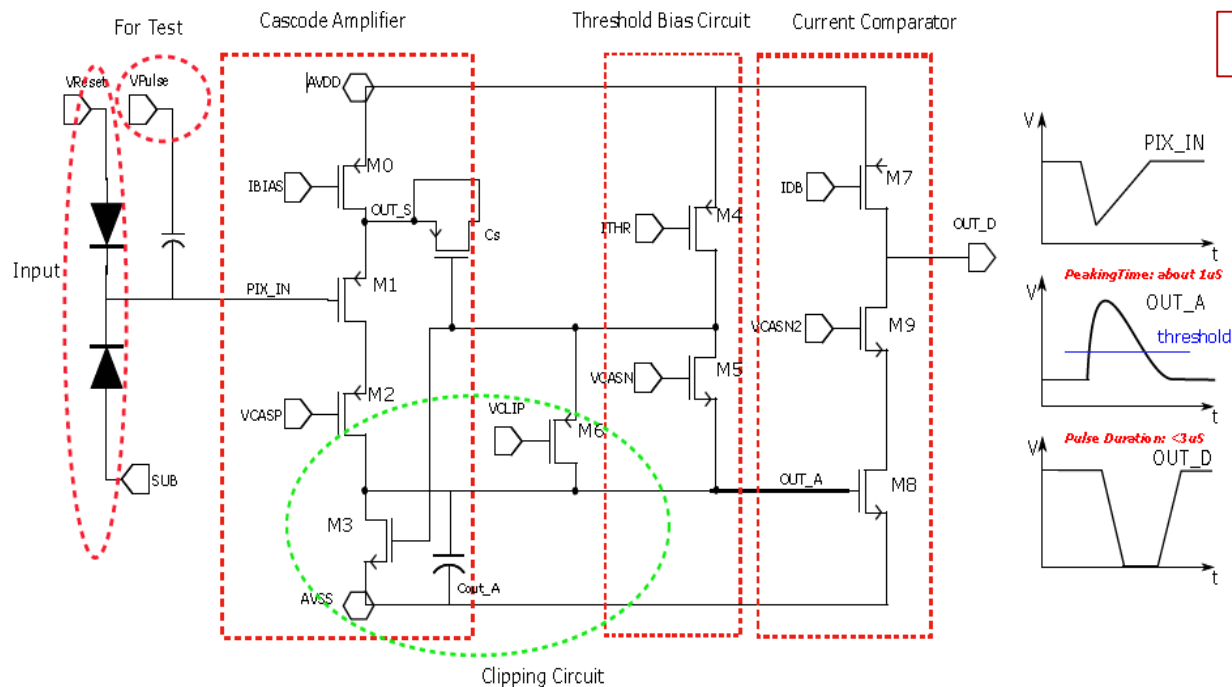 For Test
Cascode Amplifier
Threshold Bias Circuit
Current Comparator
VReset
VPulse
AVDD
M0
IBIAS
OUT_S
Cs
M4
ITHR
M7
IDB
OUT_D
Input
PIX_IN
M1
VCASN2
M9
M2
VCASP
VCLIP
M6
VCASN
M5
SUB
OUT_A
M8
M3
Cout_A
AVSS
Clipping Circuit
V
PIX_IN
t
PeakingTime: about 1uS
V
OUT_A
threshold
t
Pulse Duration: <3uS
V
OUT_D
t